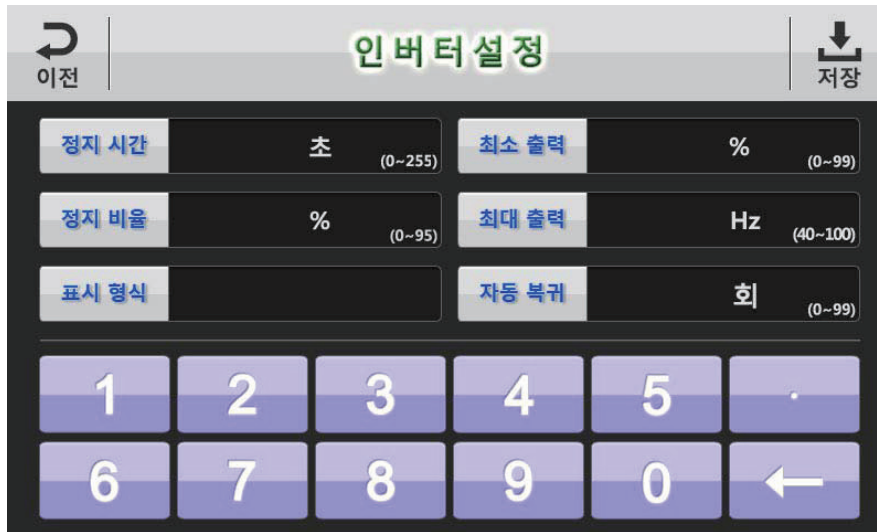 이전
인버터설정
저장
정지 시간 초 (0~255) 최소 출력 % (0~99)
정지 비율 % (0~95) 최대 출력 Hz (40~100)
표시 형식 자동 복귀 회 (0~99)
1 2 3 4 5 .
6 7 8 9 0